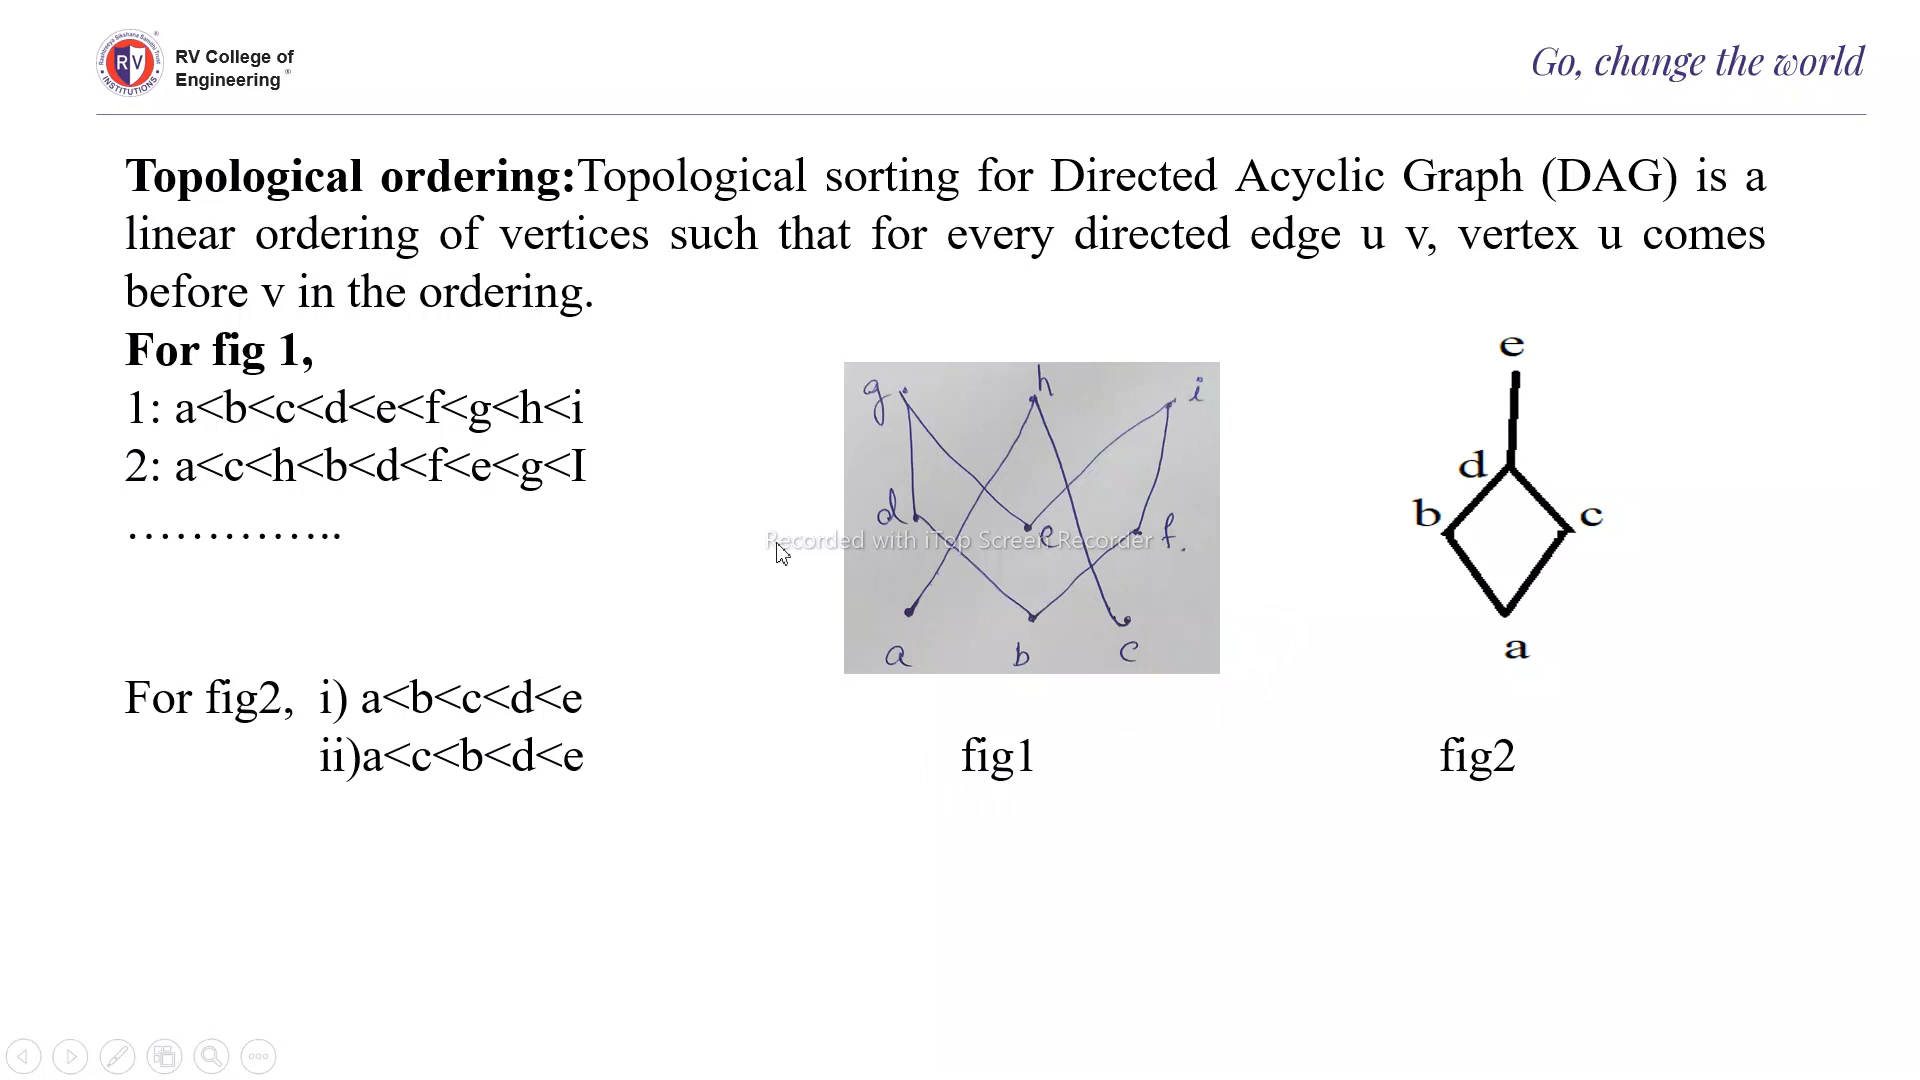 RV College of
Engineering ®
Go, change the world
Topological ordering:Topological sorting for Directed Acyclic Graph (DAG) is a
linear ordering of vertices such that for every directed edge u v, vertex u comes
before v in the ordering.
For fig 1,
1: a<b<c<d<e<f<g<h<i
2: a<c<h<b<d<f<e<g<I
…………..
g h i
d e f.
a b c
Recorded with iTop Screen Recorder
e
d
b c
a
For fig2, i) a<b<c<d<e
ii)a<c<b<d<e
fig1 fig2
RV
INSTITUTIONS